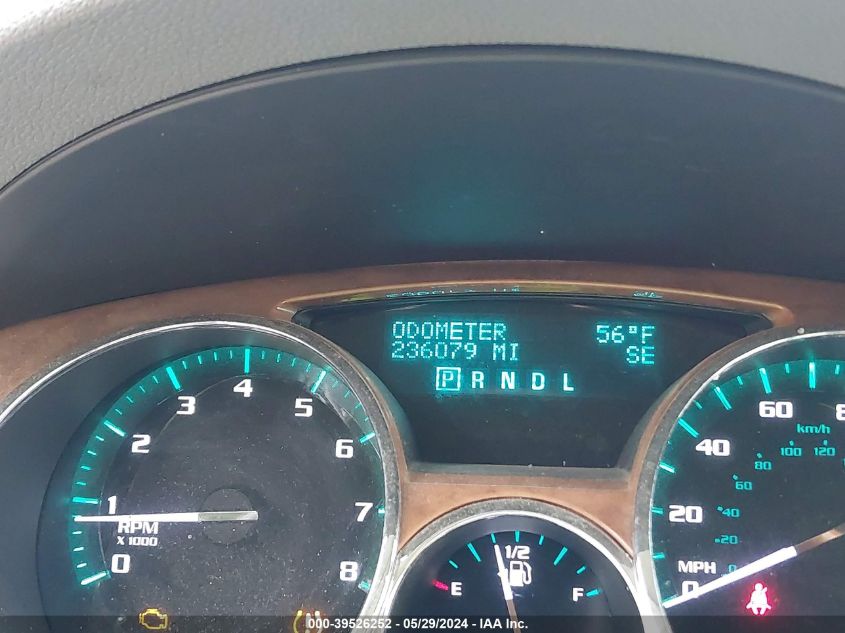 ODOMETER 56°F
236079 MI SE
P R N D L
0 1 2 3 4 5 6 7 8
RPM
X 1000
E 1/2 F
0 20 40 60
MPH
km/h
0 20 40 60 80 100 120
000-39526252 - 05/29/2024 - IAA Inc.